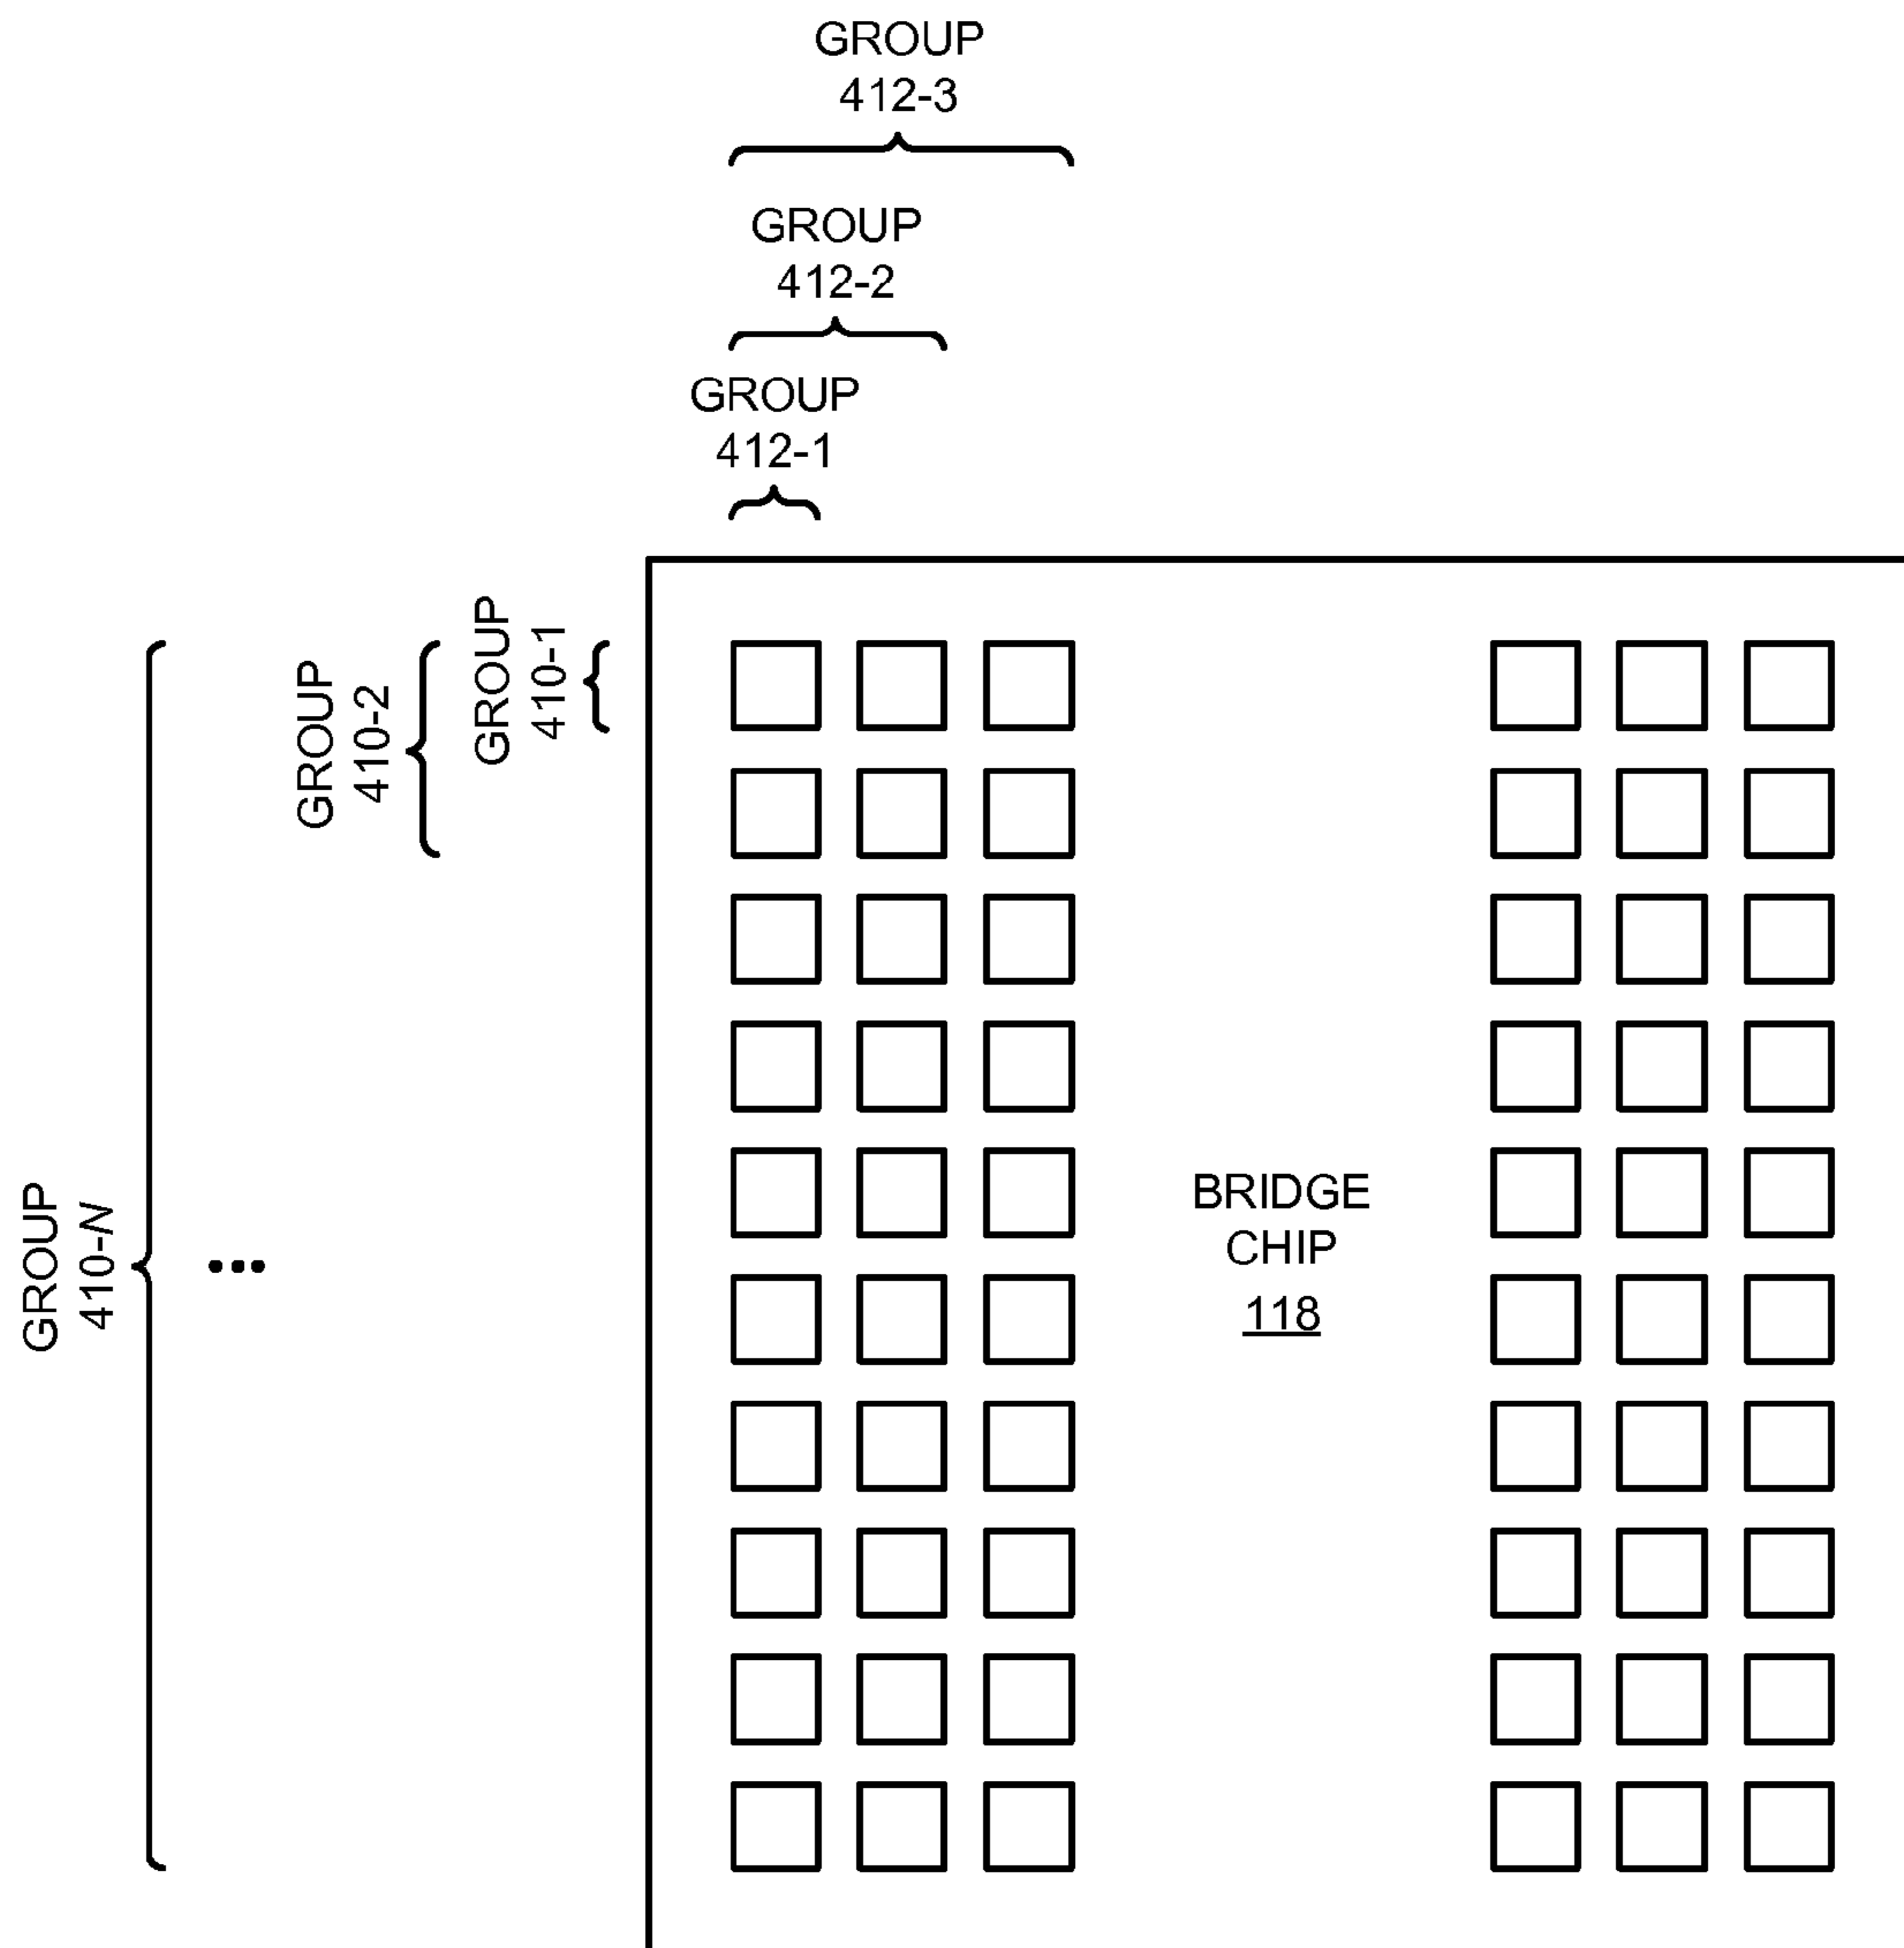 GROUP
412-3
GROUP
412-2
GROUP
412-1
GROUP
410-1
GROUP
410-2
GROUP
410-N
...
BRIDGE
CHIP
118